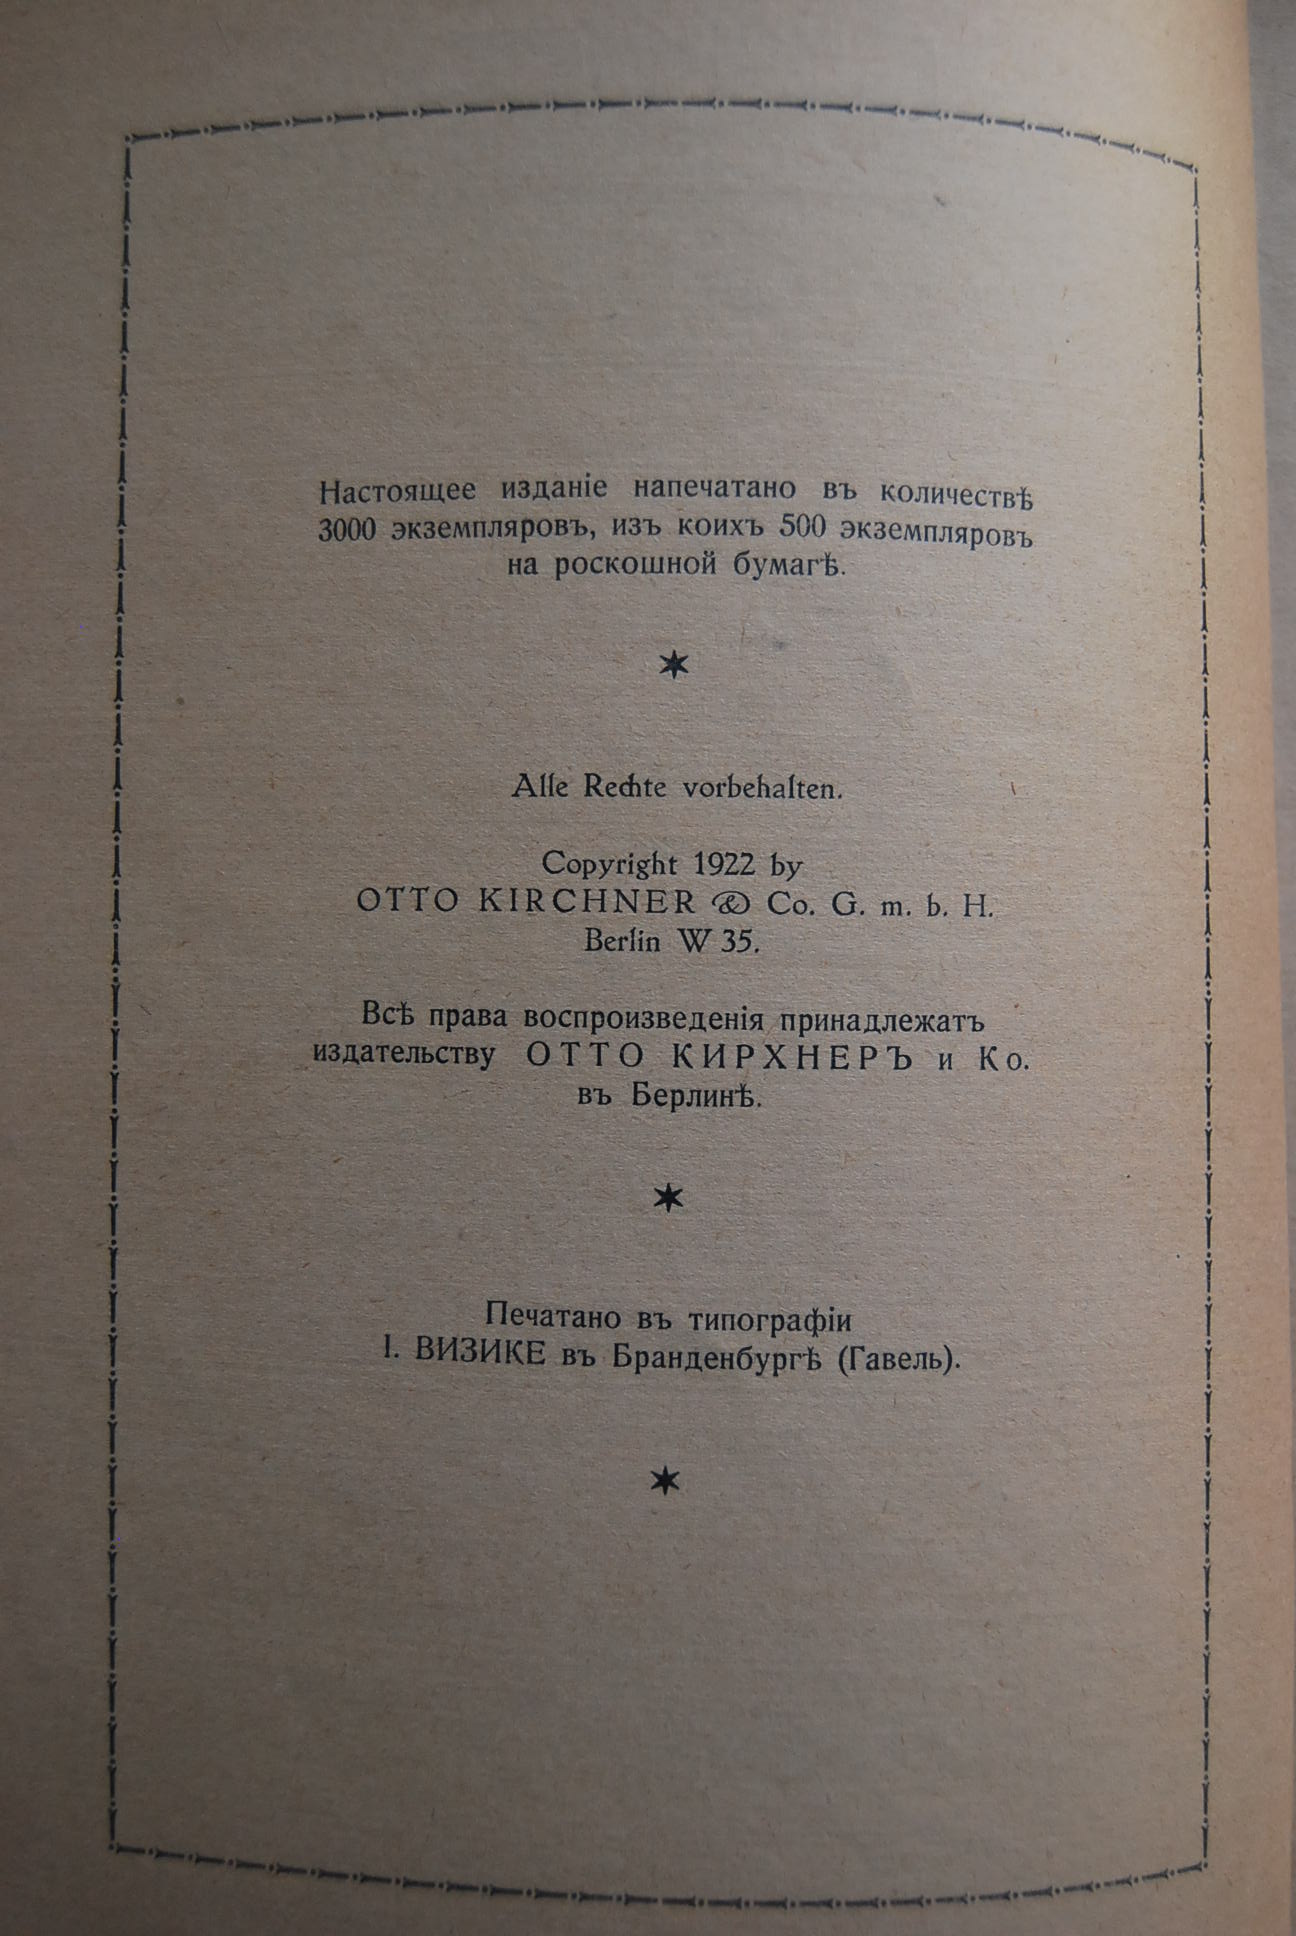 Настоящее изданіе напечатано въ количествѣ
3000 экземпляровъ, изъ коихъ 500 экземпляровъ
на роскошной бумагѣ.
*
Alle Rechte vorbehalten.
Copyright 1922 by
OTTO KIRCHNER & Co. G. m. b. H.
Berlin W 35.
Всѣ права воспроизведенія принадлежатъ
издательству ОТТО КИРХНЕРЪ и Ко.
въ Берлинѣ.
*
Печатано въ типографіи
І. ВИЗИКЕ въ Бранденбургѣ (Гавель).
*